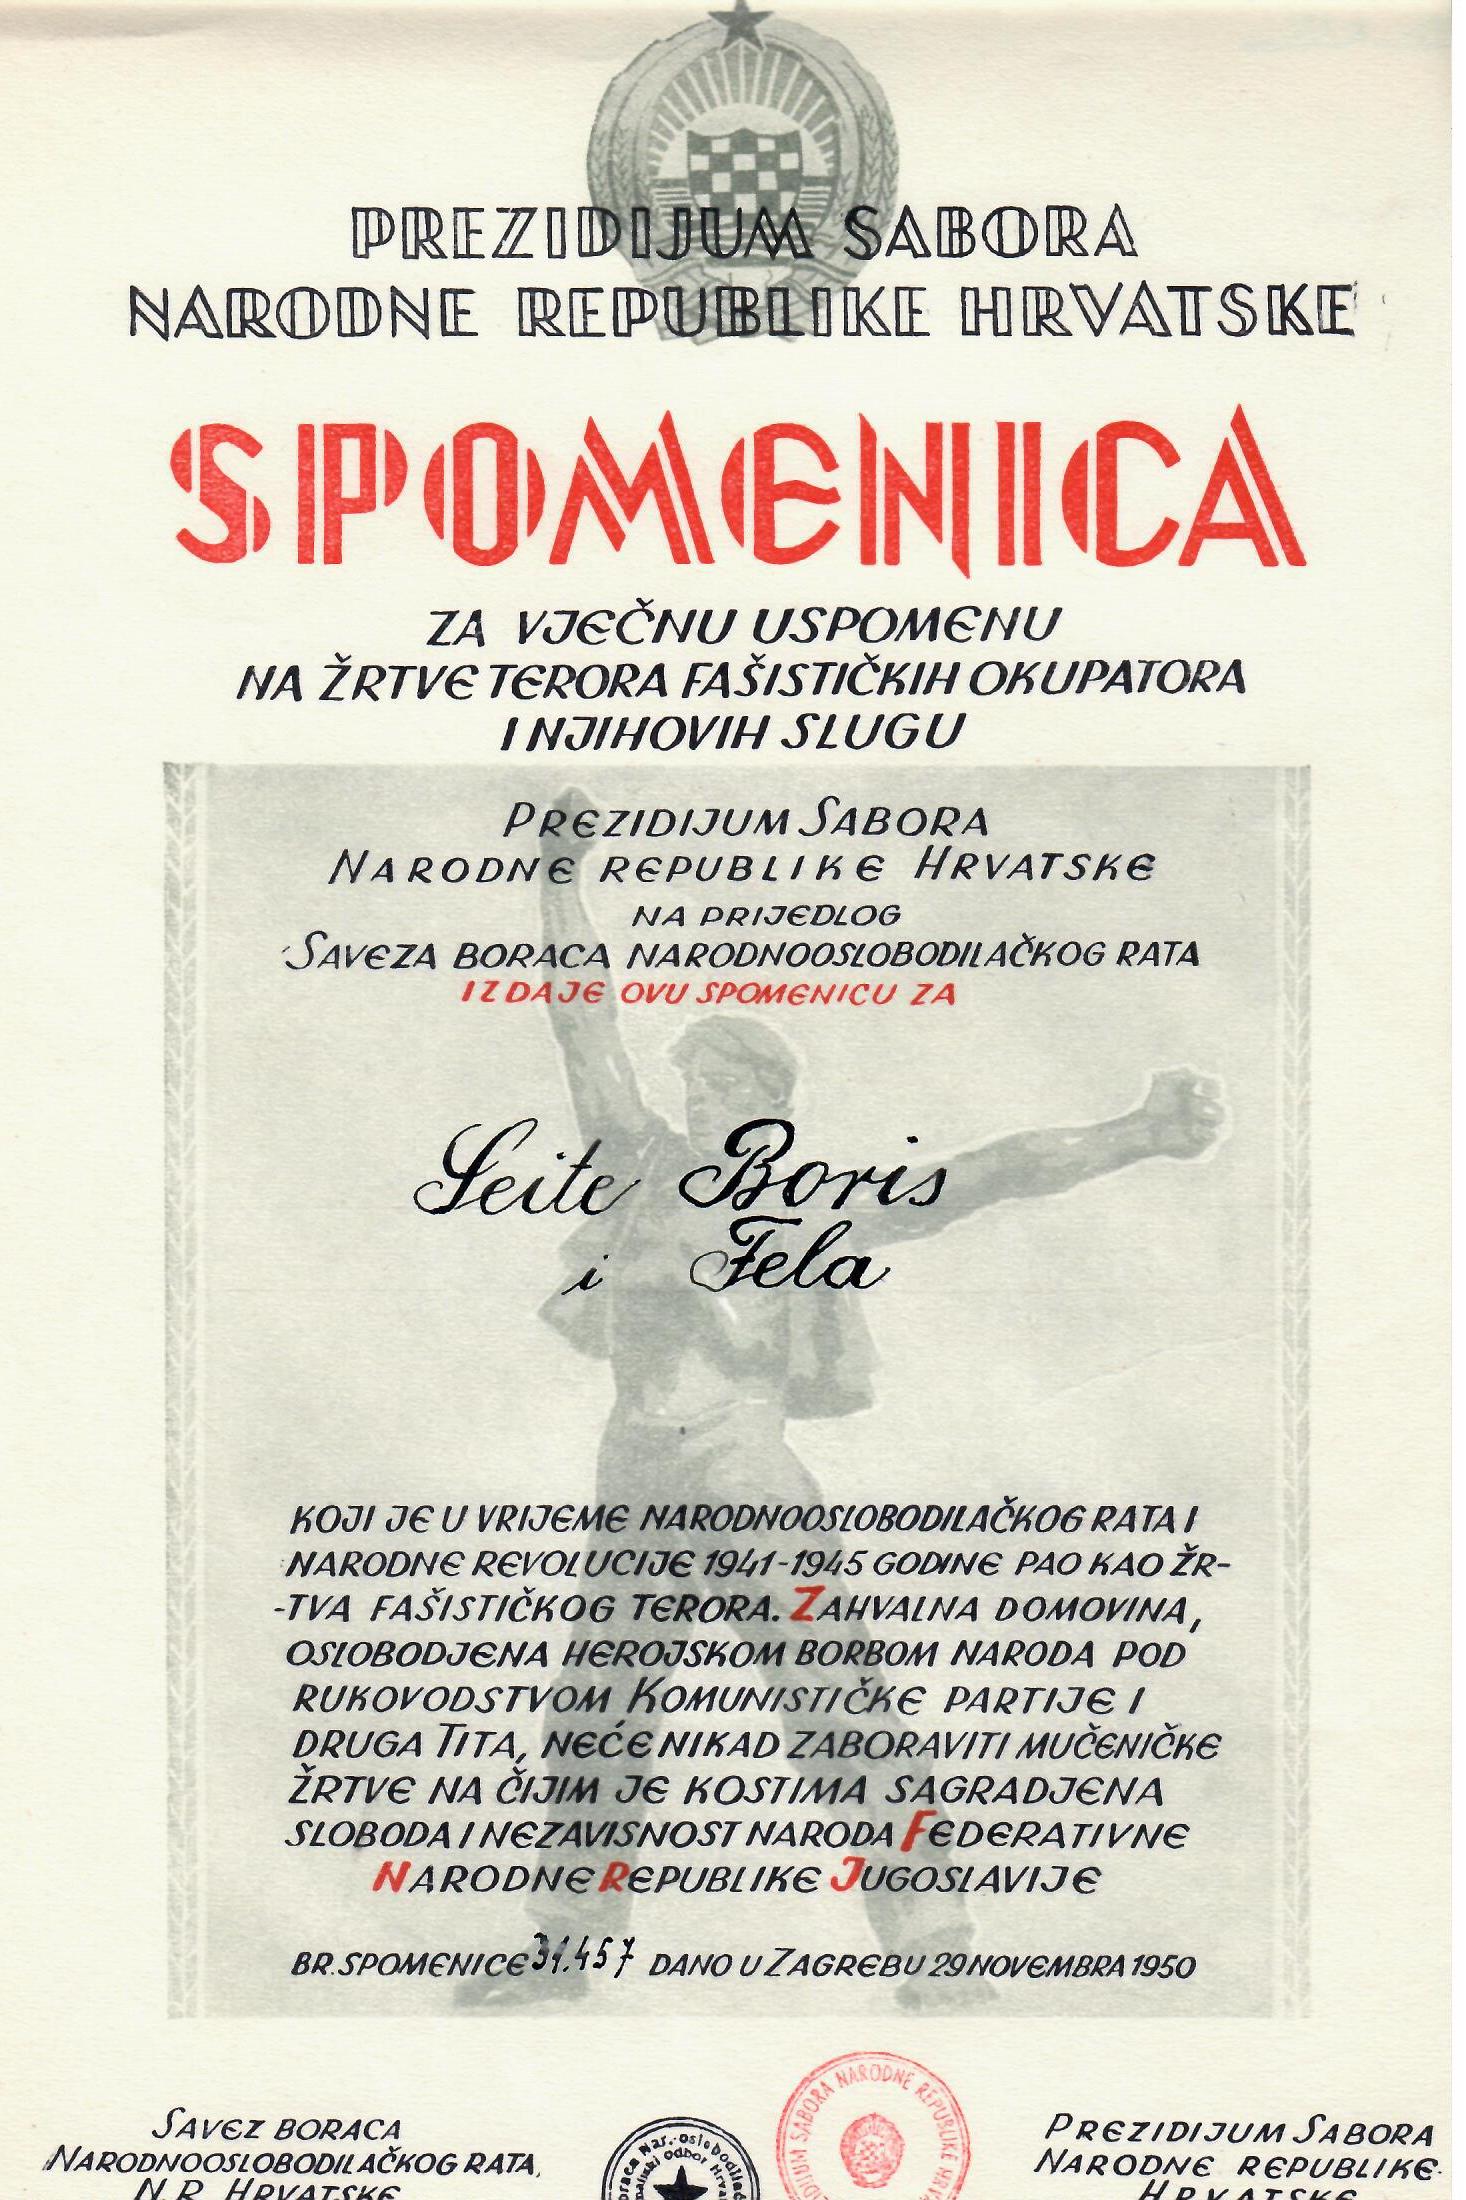 PREZIDIJUM SABORA
NARODNE REPUBLIKE HRVATSKE
SPOMENICA
ZA VJEČNU USPOMENU
NA ŽRTVE TERORA FAŠISTIČKIH OKUPATORA
I NJIHOVIH SLUGU
PREZIDIJUM SABORA
NARODNE REPUBLIKE HRVATSKE
NA PRIJEDLOG
SAVEZA BORACA NARODNOOSLOBODILAČKOG RATA
IZDAJE OVU SPOMENICU ZA
Seite Boris
i Fela
KOJI JE U VRIJEME NARODNOOSLOBODILAČKOG RATA I
NARODNE REVOLUCIJE 1941-1945 GODINE PAO KAO ŽR-
-TVA FAŠISTIČKOG TERORA. ZAHVALNA DOMOVINA,
OSLOBODJENA HEROJSKOM BORBOM NARODA POD
RUKOVODSTVOM KOMUNISTIČKE PARTIJE I
DRUGA TITA, NEĆE NIKAD ZABORAVITI MUČENIČKE
ŽRTVE NA ČIJIM JE KOSTIMA SAGRADJENA
SLOBODA I NEZAVISNOST NARODA FEDERATIVNE
NARODNE REPUBLIKE JUGOSLAVIJE
BR. SPOMENICE 31.457 DANO U ZAGREBU 29 NOVEMBRA 1950
SAVEZ BORACA
NARODNOOSLOBODILAČKOG RATA,
N.R. HRVATSKE
SABORA NARODNE REPUBLIKE
PREZIDIJUM SABORA
NARODNE REPUBLIKE
HRVATSKE